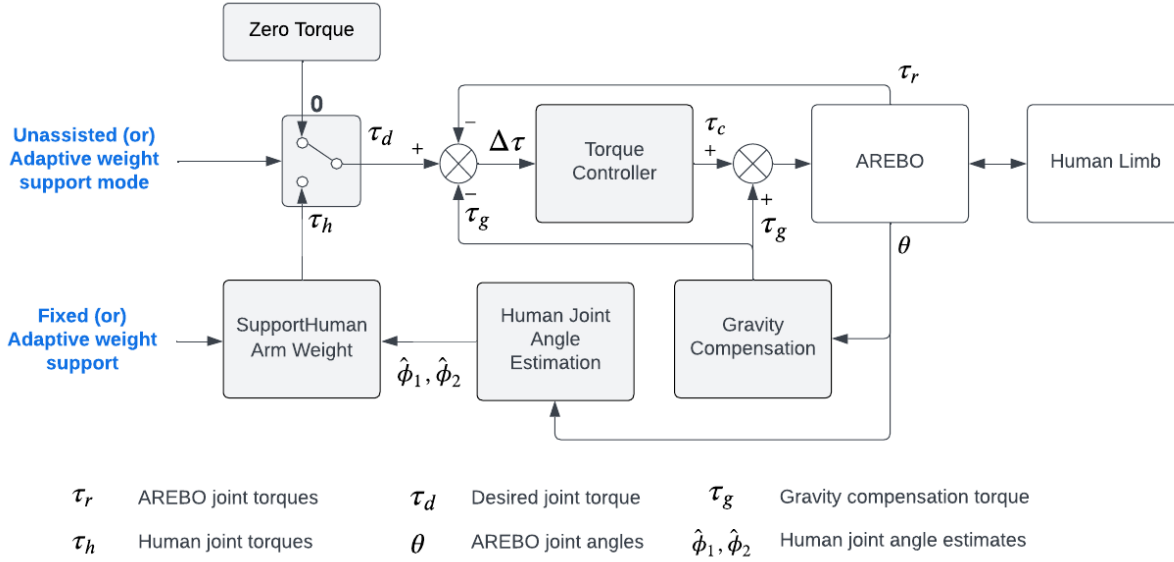 Zero Torque
0
τ_r
Unassisted (or)
Adaptive weight
support mode
τ_d
+
−
Δτ
Torque
Controller
τ_c
+
AREBO
Human Limb
−
τ_g
+
τ_g
τ_h
θ
Fixed (or)
Adaptive weight
support
SupportHuman
Arm Weight
ϕ̂_1, ϕ̂_2
Human Joint
Angle
Estimation
Gravity
Compensation
τ_r AREBO joint torques
τ_d Desired joint torque
τ_g Gravity compensation torque
τ_h Human joint torques
θ AREBO joint angles
ϕ̂_1, ϕ̂_2 Human joint angle estimates